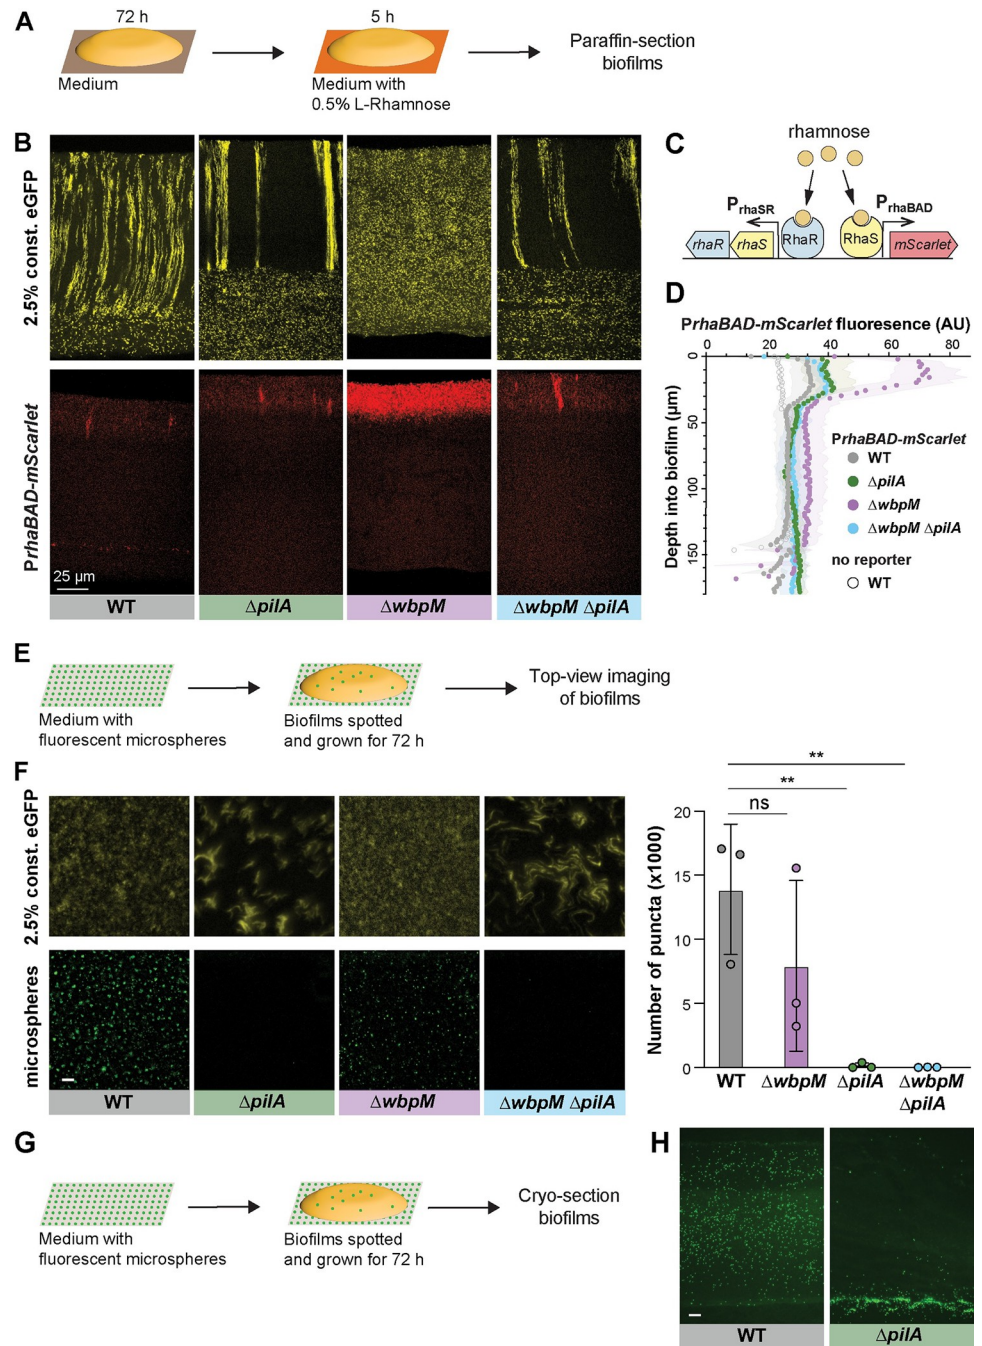 A
72 h
5 h
Medium
Medium with
0.5% L-Rhamnose
Paraffin-section
biofilms
B
2.5% const. eGFP
PrhaBAD-mScarlet
25 μm
WT
ΔpilA
ΔwbpM
ΔwbpM ΔpilA
C
rhamnose
PrhaSR
PrhaBAD
rhaR
rhaS
RhaR
RhaS
mScarlet
D
PrhaBAD-mScarlet fluoresence (AU)
0 20 40 60 80
Depth into biofilm (μm)
0
50
100
150
PrhaBAD-mScarlet
WT
ΔpilA
ΔwbpM
ΔwbpM ΔpilA
no reporter
WT
E
Medium with
fluorescent microspheres
Biofilms spotted
and grown for 72 h
Top-view imaging
of biofilms
F
2.5% const. eGFP
microspheres
WT
ΔpilA
ΔwbpM
ΔwbpM ΔpilA
**
**
ns
Number of puncta (x1000)
20
15
10
5
0
WT
ΔwbpM
ΔpilA
ΔwbpM
ΔpilA
G
Medium with
fluorescent microspheres
Biofilms spotted
and grown for 72 h
Cryo-section
biofilms
H
WT
ΔpilA